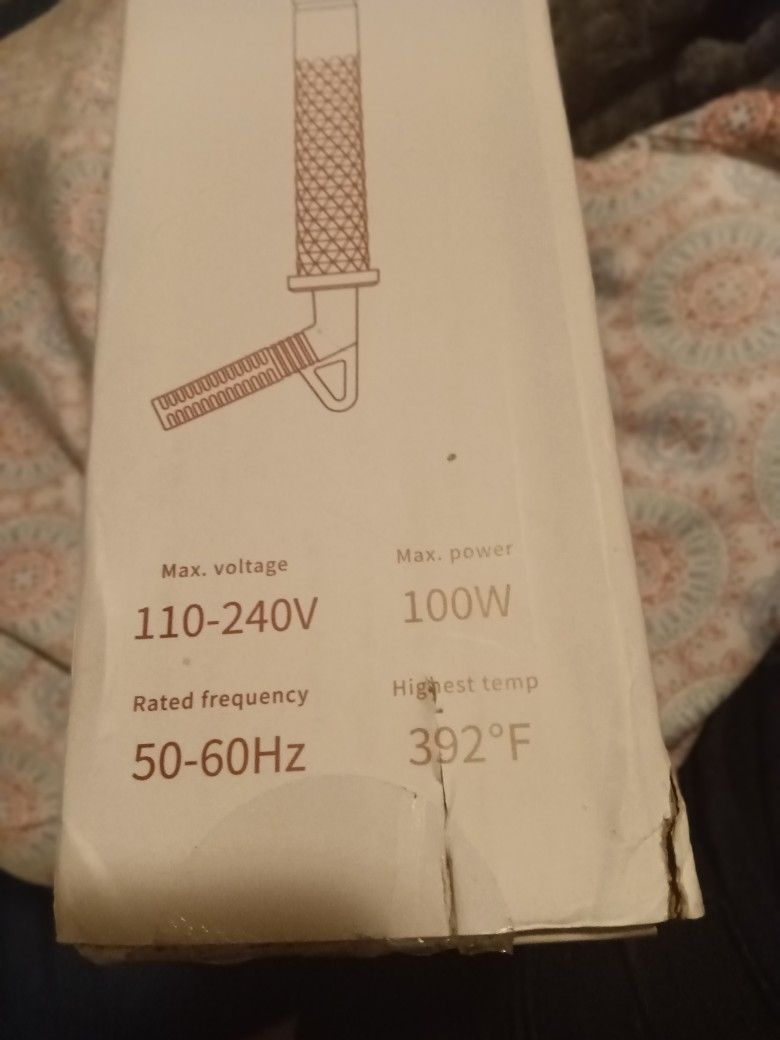 Max. voltage
110-240V
Max. power
100W
Rated frequency
50-60Hz
Highest temp
392°F